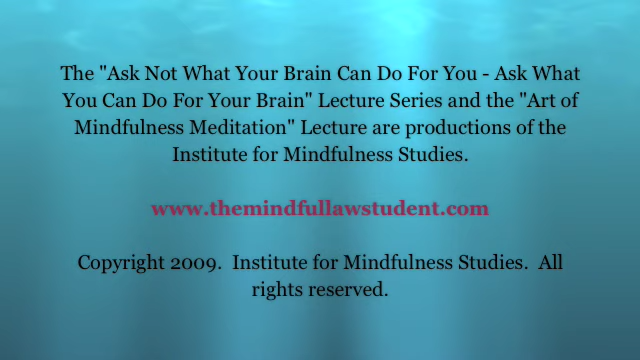 The "Ask Not What Your Brain Can Do For You - Ask What
You Can Do For Your Brain" Lecture Series and the "Art of
Mindfulness Meditation" Lecture are productions of the
Institute for Mindfulness Studies.
www.themindfullawstudent.com
Copyright 2009.  Institute for Mindfulness Studies.  All
rights reserved.